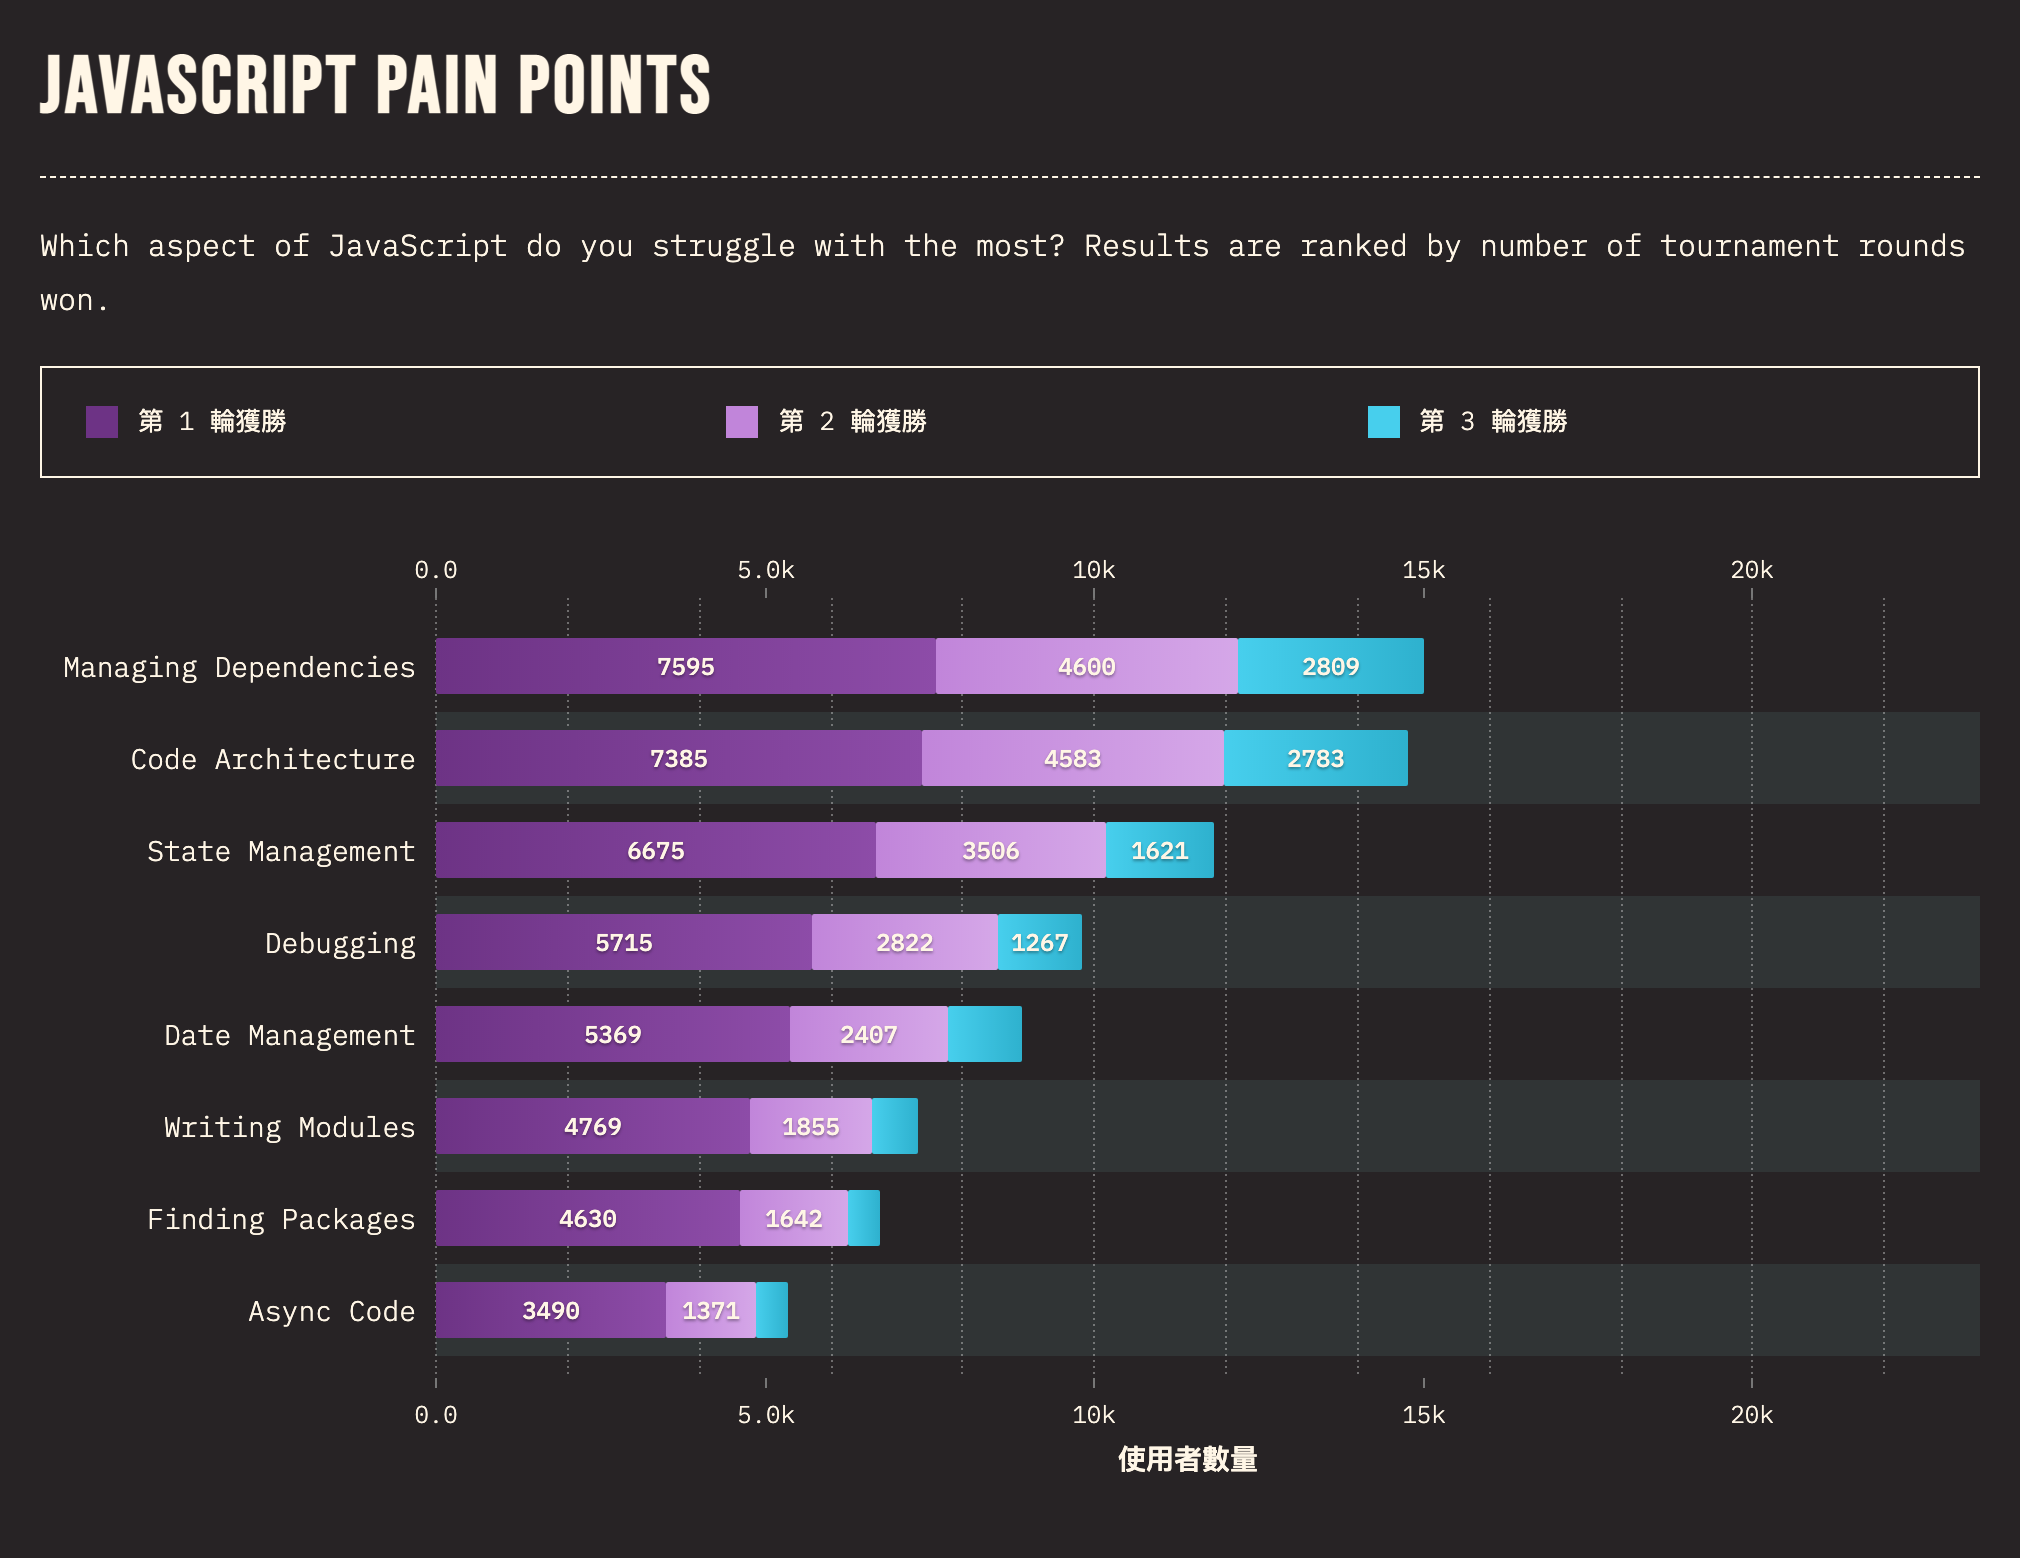 JAVASCRIPT PAIN POINTS
Which aspect of JavaScript do you struggle with the most? Results are ranked by number of tournament rounds
won.
第 1 輪獲勝
第 2 輪獲勝
第 3 輪獲勝
0.0 5.0k 10k 15k 20k
Managing Dependencies 7595 4600 2809
Code Architecture 7385 4583 2783
State Management 6675 3506 1621
Debugging 5715 2822 1267
Date Management 5369 2407
Writing Modules 4769 1855
Finding Packages 4630 1642
Async Code 3490 1371
0.0 5.0k 10k 15k 20k
使用者數量